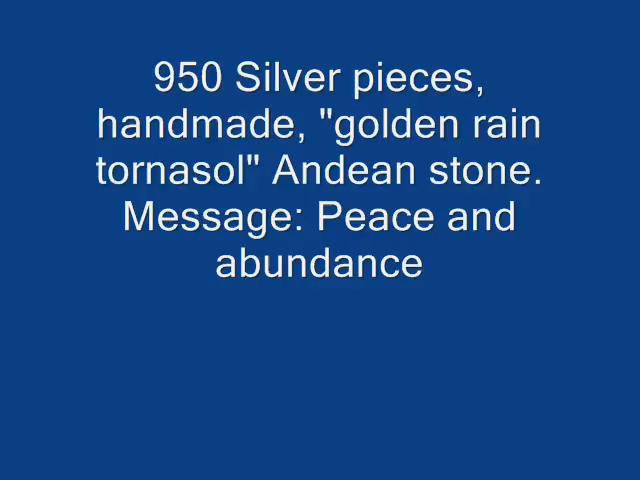 950 Silver pieces,
handmade, "golden rain
tornasol" Andean stone.
Message: Peace and
abundance